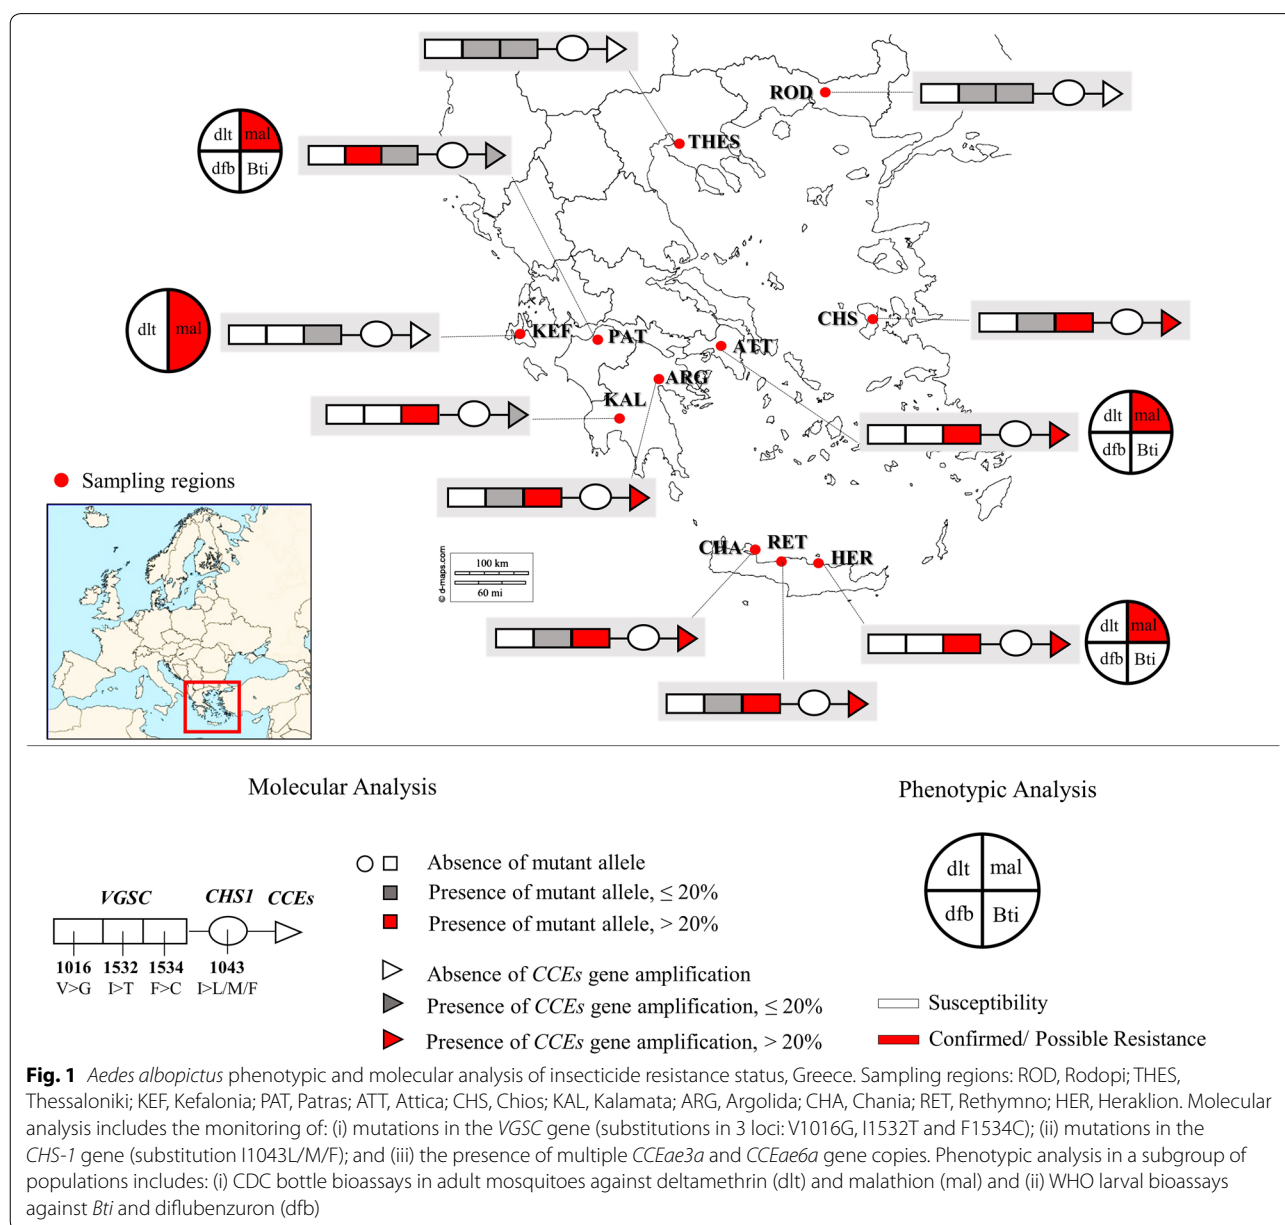 ROD
THES
dlt mal
dfb Bti
CHS
dlt mal
KEF
PAT
ATT
ARG
KAL
dlt mal
dfb Bti
Sampling regions
CHA
RET
HER
© d-maps.com
100 km
60 mi
dlt mal
dfb Bti
Molecular Analysis
Phenotypic Analysis
VGSC CHS1 CCEs
1016 1532 1534 1043
V>G I>T F>C I>L/M/F
Absence of mutant allele
Presence of mutant allele, ≤ 20%
Presence of mutant allele, > 20%
Absence of CCEs gene amplification
Presence of CCEs gene amplification, ≤ 20%
Presence of CCEs gene amplification, > 20%
dlt mal
dfb Bti
Susceptibility
Confirmed/ Possible Resistance
Fig. 1 Aedes albopictus phenotypic and molecular analysis of insecticide resistance status, Greece. Sampling regions: ROD, Rodopi; THES,
Thessaloniki; KEF, Kefalonia; PAT, Patras; ATT, Attica; CHS, Chios; KAL, Kalamata; ARG, Argolida; CHA, Chania; RET, Rethymno; HER, Heraklion. Molecular
analysis includes the monitoring of: (i) mutations in the VGSC gene (substitutions in 3 loci: V1016G, I1532T and F1534C); (ii) mutations in the
CHS-1 gene (substitution I1043L/M/F); and (iii) the presence of multiple CCEae3a and CCEae6a gene copies. Phenotypic analysis in a subgroup of
populations includes: (i) CDC bottle bioassays in adult mosquitoes against deltamethrin (dlt) and malathion (mal) and (ii) WHO larval bioassays
against Bti and diflubenzuron (dfb)